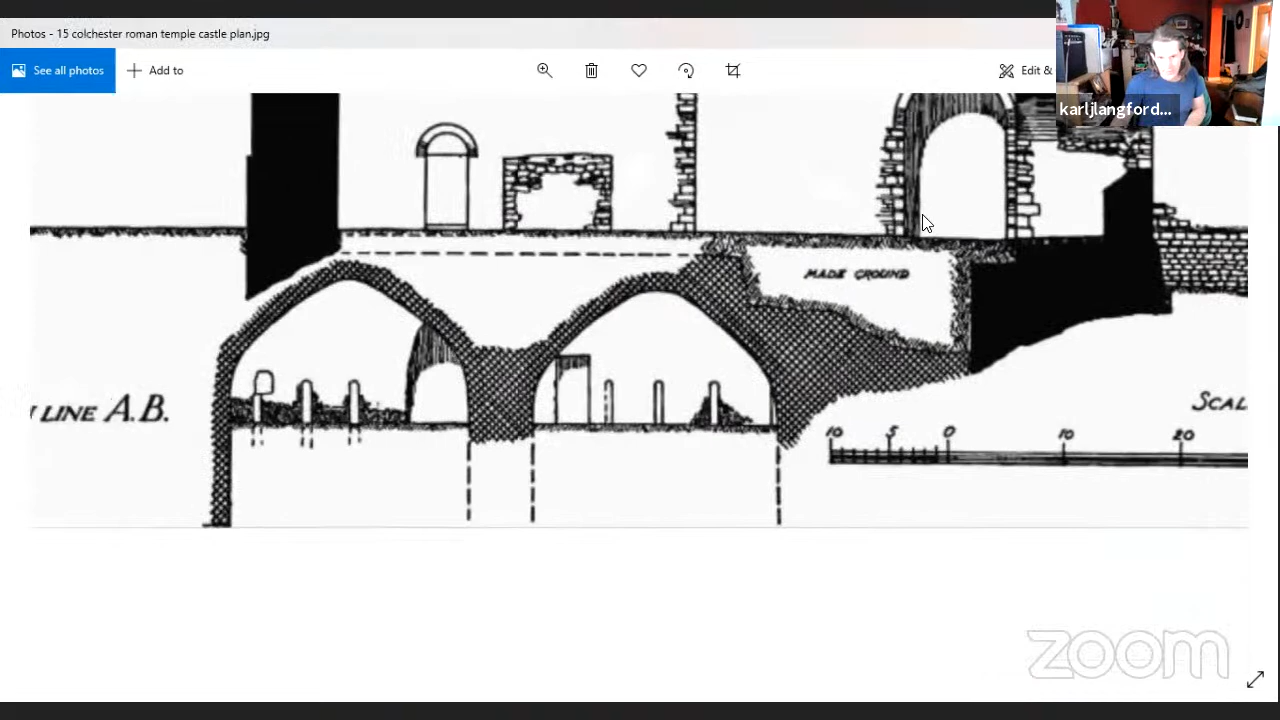 Photos - 15 colchester roman temple castle plan.jpg
See all photos
Add to
Edit &
karljlangford...
MADE GROUND
LINE A.B.
SCAL
10 5 0 10 20
zoom